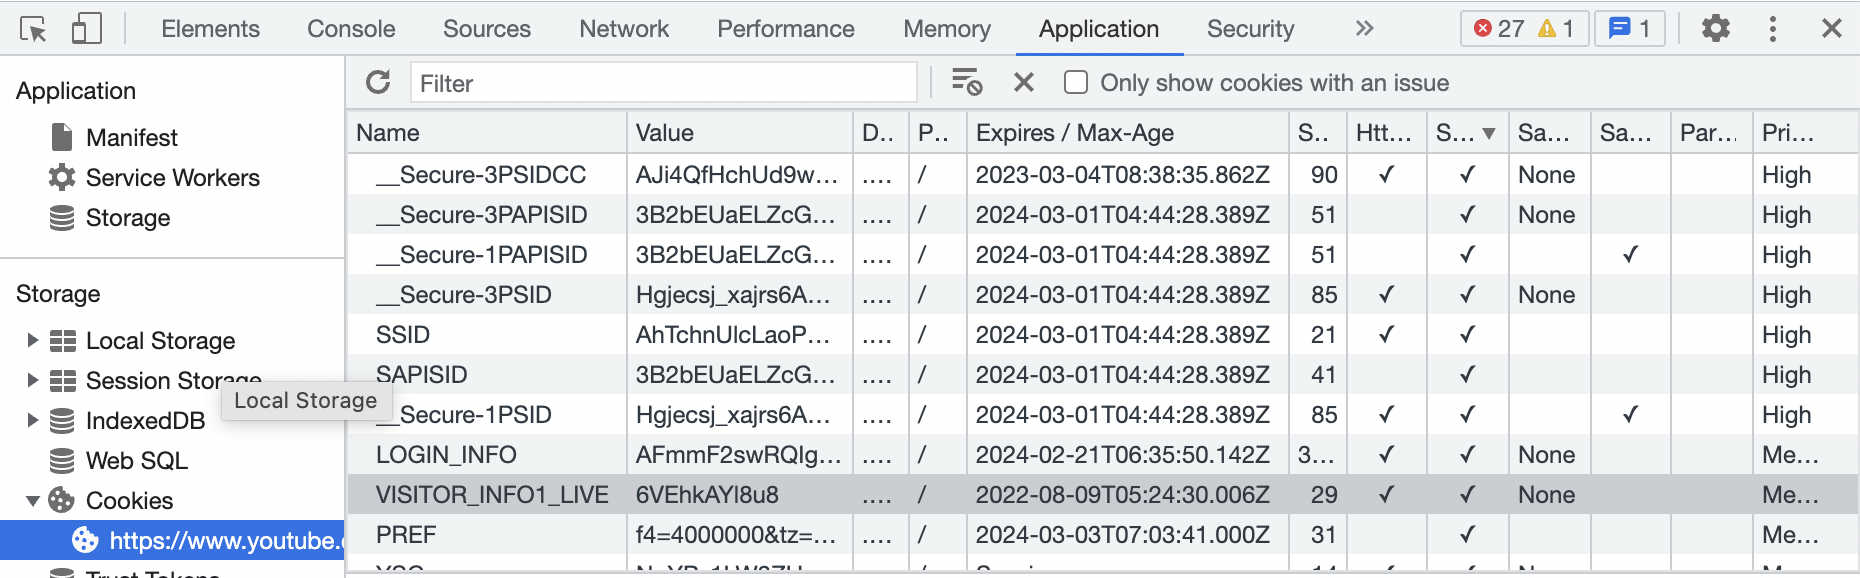 Elements Console Sources Network Performance Memory Application Security » 27 1 1
Filter Only show cookies with an issue
Application
Manifest
Service Workers
Storage
Storage
Local Storage
Session Storage
Local Storage
IndexedDB
Web SQL
Cookies
https://www.youtube.
Name Value D.. P.. Expires / Max-Age S.. Htt... S... ▼ Sa... Sa... Par... Pri...
__Secure-3PSIDCC AJi4QfHchUd9w... .... / 2023-03-04T08:38:35.862Z 90 ✓ ✓ None High
__Secure-3PAPISID 3B2bEUaELZcG... .... / 2024-03-01T04:44:28.389Z 51 ✓ None High
__Secure-1PAPISID 3B2bEUaELZcG... .... / 2024-03-01T04:44:28.389Z 51 ✓ ✓ High
__Secure-3PSID Hgjecsj_xajrs6A... .... / 2024-03-01T04:44:28.389Z 85 ✓ ✓ None High
SSID AhTchnUlcLaoP... .... / 2024-03-01T04:44:28.389Z 21 ✓ ✓ High
SAPISID 3B2bEUaELZcG... .... / 2024-03-01T04:44:28.389Z 41 ✓ High
__Secure-1PSID Hgjecsj_xajrs6A... .... / 2024-03-01T04:44:28.389Z 85 ✓ ✓ ✓ High
LOGIN_INFO AFmmF2swRQIg... .... / 2024-02-21T06:35:50.142Z 3... ✓ ✓ None Me...
VISITOR_INFO1_LIVE 6VEhkAYl8u8 .... / 2022-08-09T05:24:30.006Z 29 ✓ ✓ None Me...
PREF f4=4000000&tz=... .... / 2024-03-03T07:03:41.000Z 31 ✓ Me...